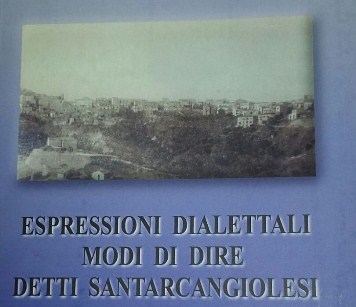 ESPRESSIONI DIALETTALI
MODI DI DIRE
DETTI SANTARCANGIOLESI